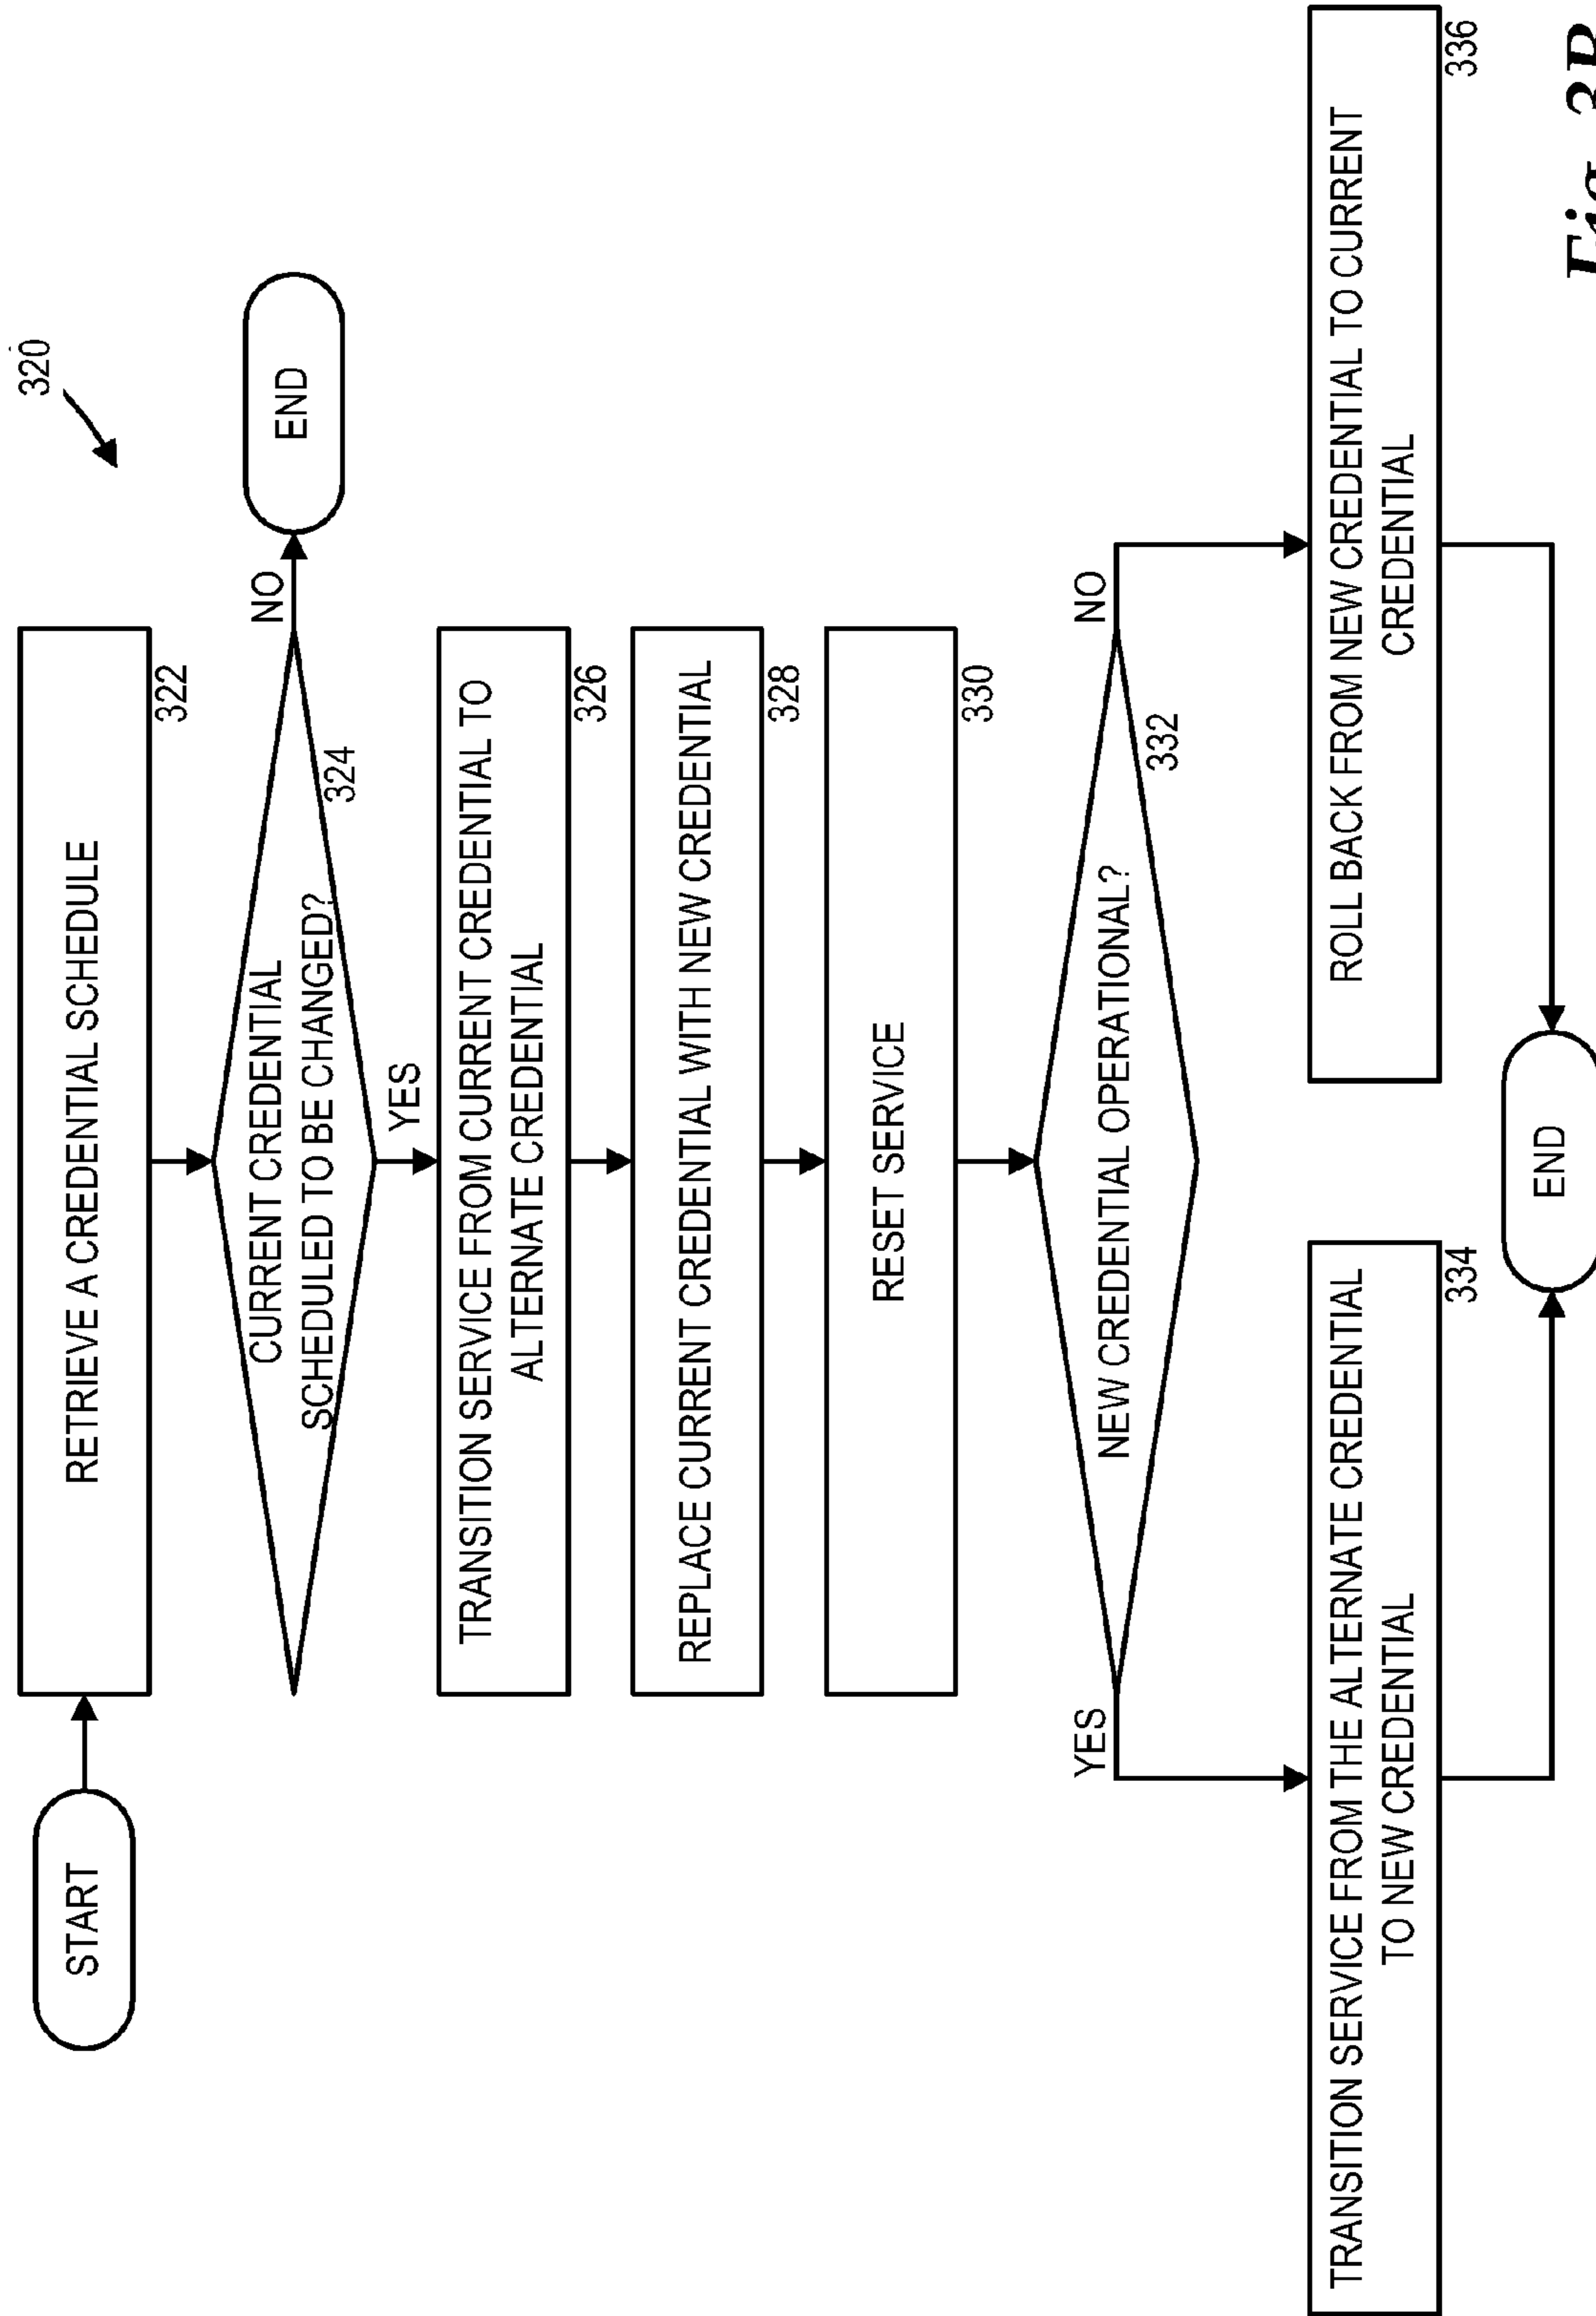 320
START
RETRIEVE A CREDENTIAL SCHEDULE
322
CURRENT CREDENTIAL
SCHEDULED TO BE CHANGED?
324
NO
END
YES
TRANSITION SERVICE FROM CURRENT CREDENTIAL TO
ALTERNATE CREDENTIAL
326
REPLACE CURRENT CREDENTIAL WITH NEW CREDENTIAL
328
RESET SERVICE
330
NEW CREDENTIAL OPERATIONAL?
332
YES
NO
TRANSITION SERVICE FROM THE ALTERNATE CREDENTIAL
TO NEW CREDENTIAL
334
ROLL BACK FROM NEW CREDENTIAL TO CURRENT
CREDENTIAL
336
END
Fig. 3B